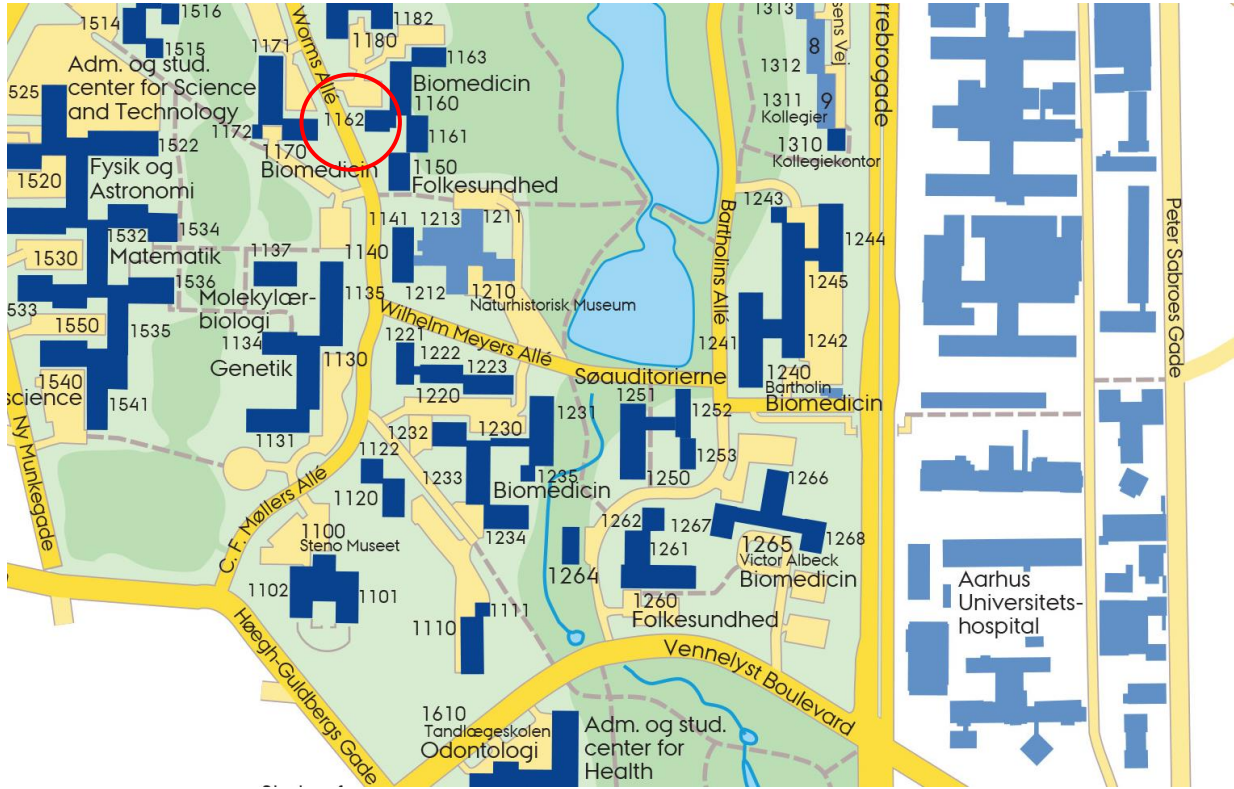 1514
1516
1515
Adm. og stud.
center for Science
and Technology
1171
Worms Allé
1182
1180
1163
Biomedicin
1160
1162
1161
1150
Folkesundhed
1172
1170
Biomedicin
525
1522
1520
Fysik og
Astronomi
1313
8
1312
1311
9
Kollegier
1310
Kollegiekontor
sens Vej.
rrebrogade
1532
1534
Matematik
1530
1536
1533
1550
1535
1540
science
1541
Ny Munkegade
1137
Molekylær-
biologi
1134
Genetik
1135
1130
1131
1141
1140
1213
1211
1212
1210
Naturhistorisk Museum
Wilhelm Meyers Allé
1221
1222
1223
1220
Søauditorierne
Bartholins Allé
1243
1244
1245
1241
1242
1240
Bartholin
Biomedicin
1251
1252
1253
1250
1231
1232
1230
1233
1235
Biomedicin
1234
1122
1120
1100
Steno Museet
1102
1101
C. F. Møllers Allé
1111
1110
1264
1262
1261
1260
Folkesundhed
1267
1266
1265
1268
Victor Albeck
Biomedicin
Høegh-Guldbergs Gade
Vennelyst Boulevard
1610
Tandlægeskolen
Odontologi
Adm. og stud.
center for
Health
Aarhus
Universitets-
hospital
Peter Sabroes Gade